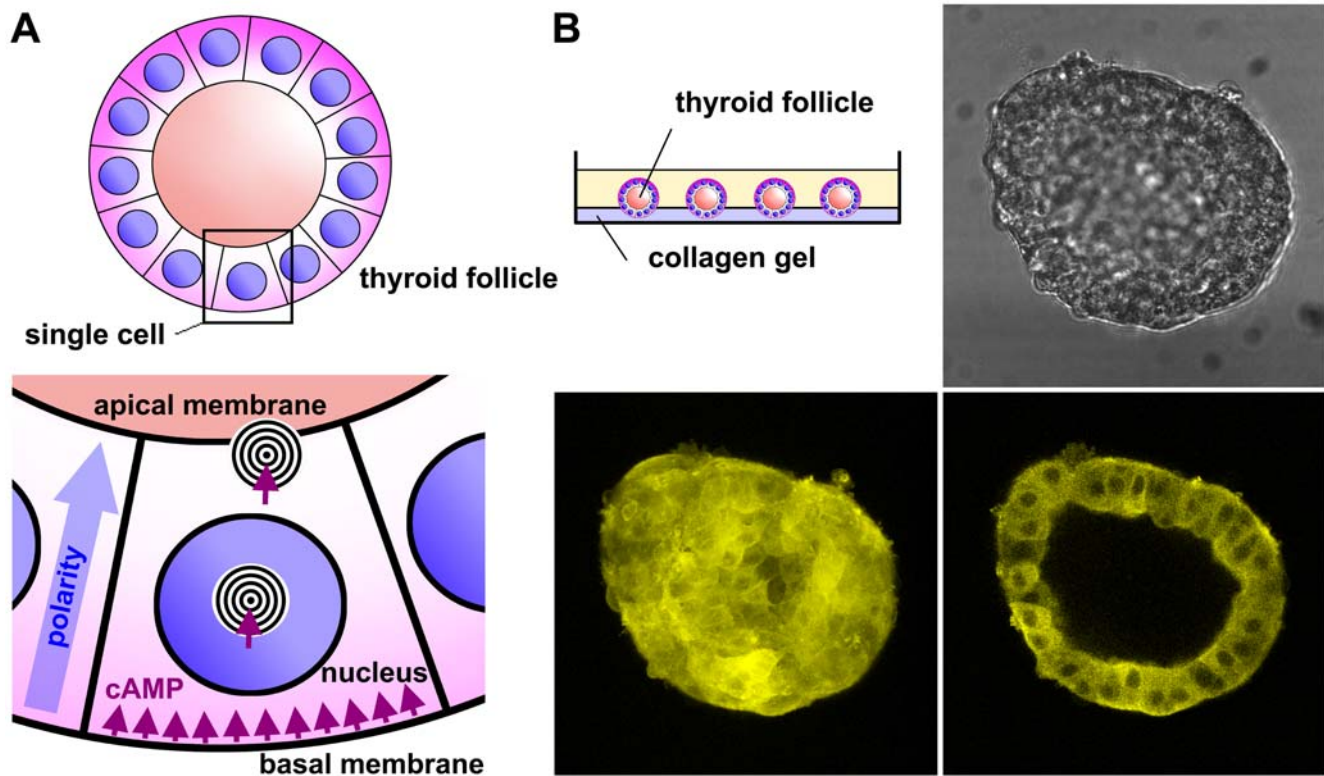 A
thyroid follicle
single cell
apical membrane
polarity
nucleus
cAMP
basal membrane
B
thyroid follicle
collagen gel